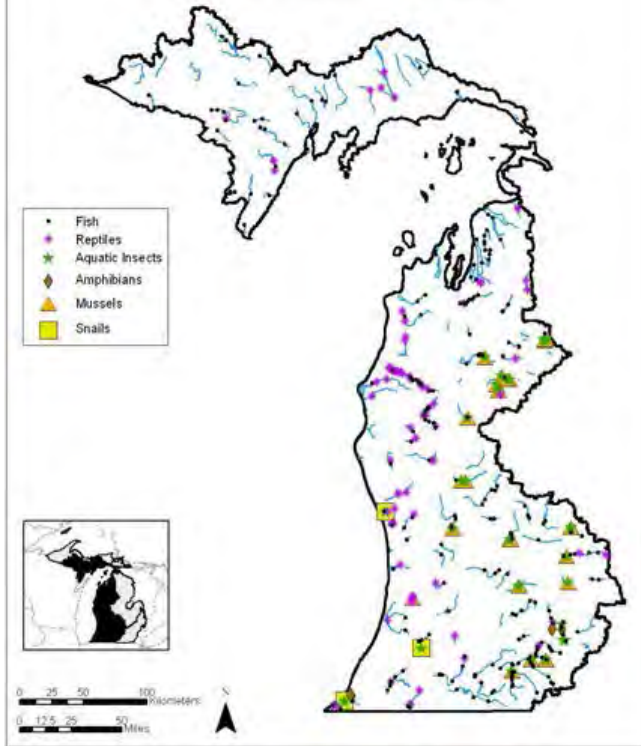 Fish
Reptiles
Aquatic Insects
Amphibians
Mussels
Snails
0 25 50 100
Kilometers
0 12.5 25 50
Miles
N